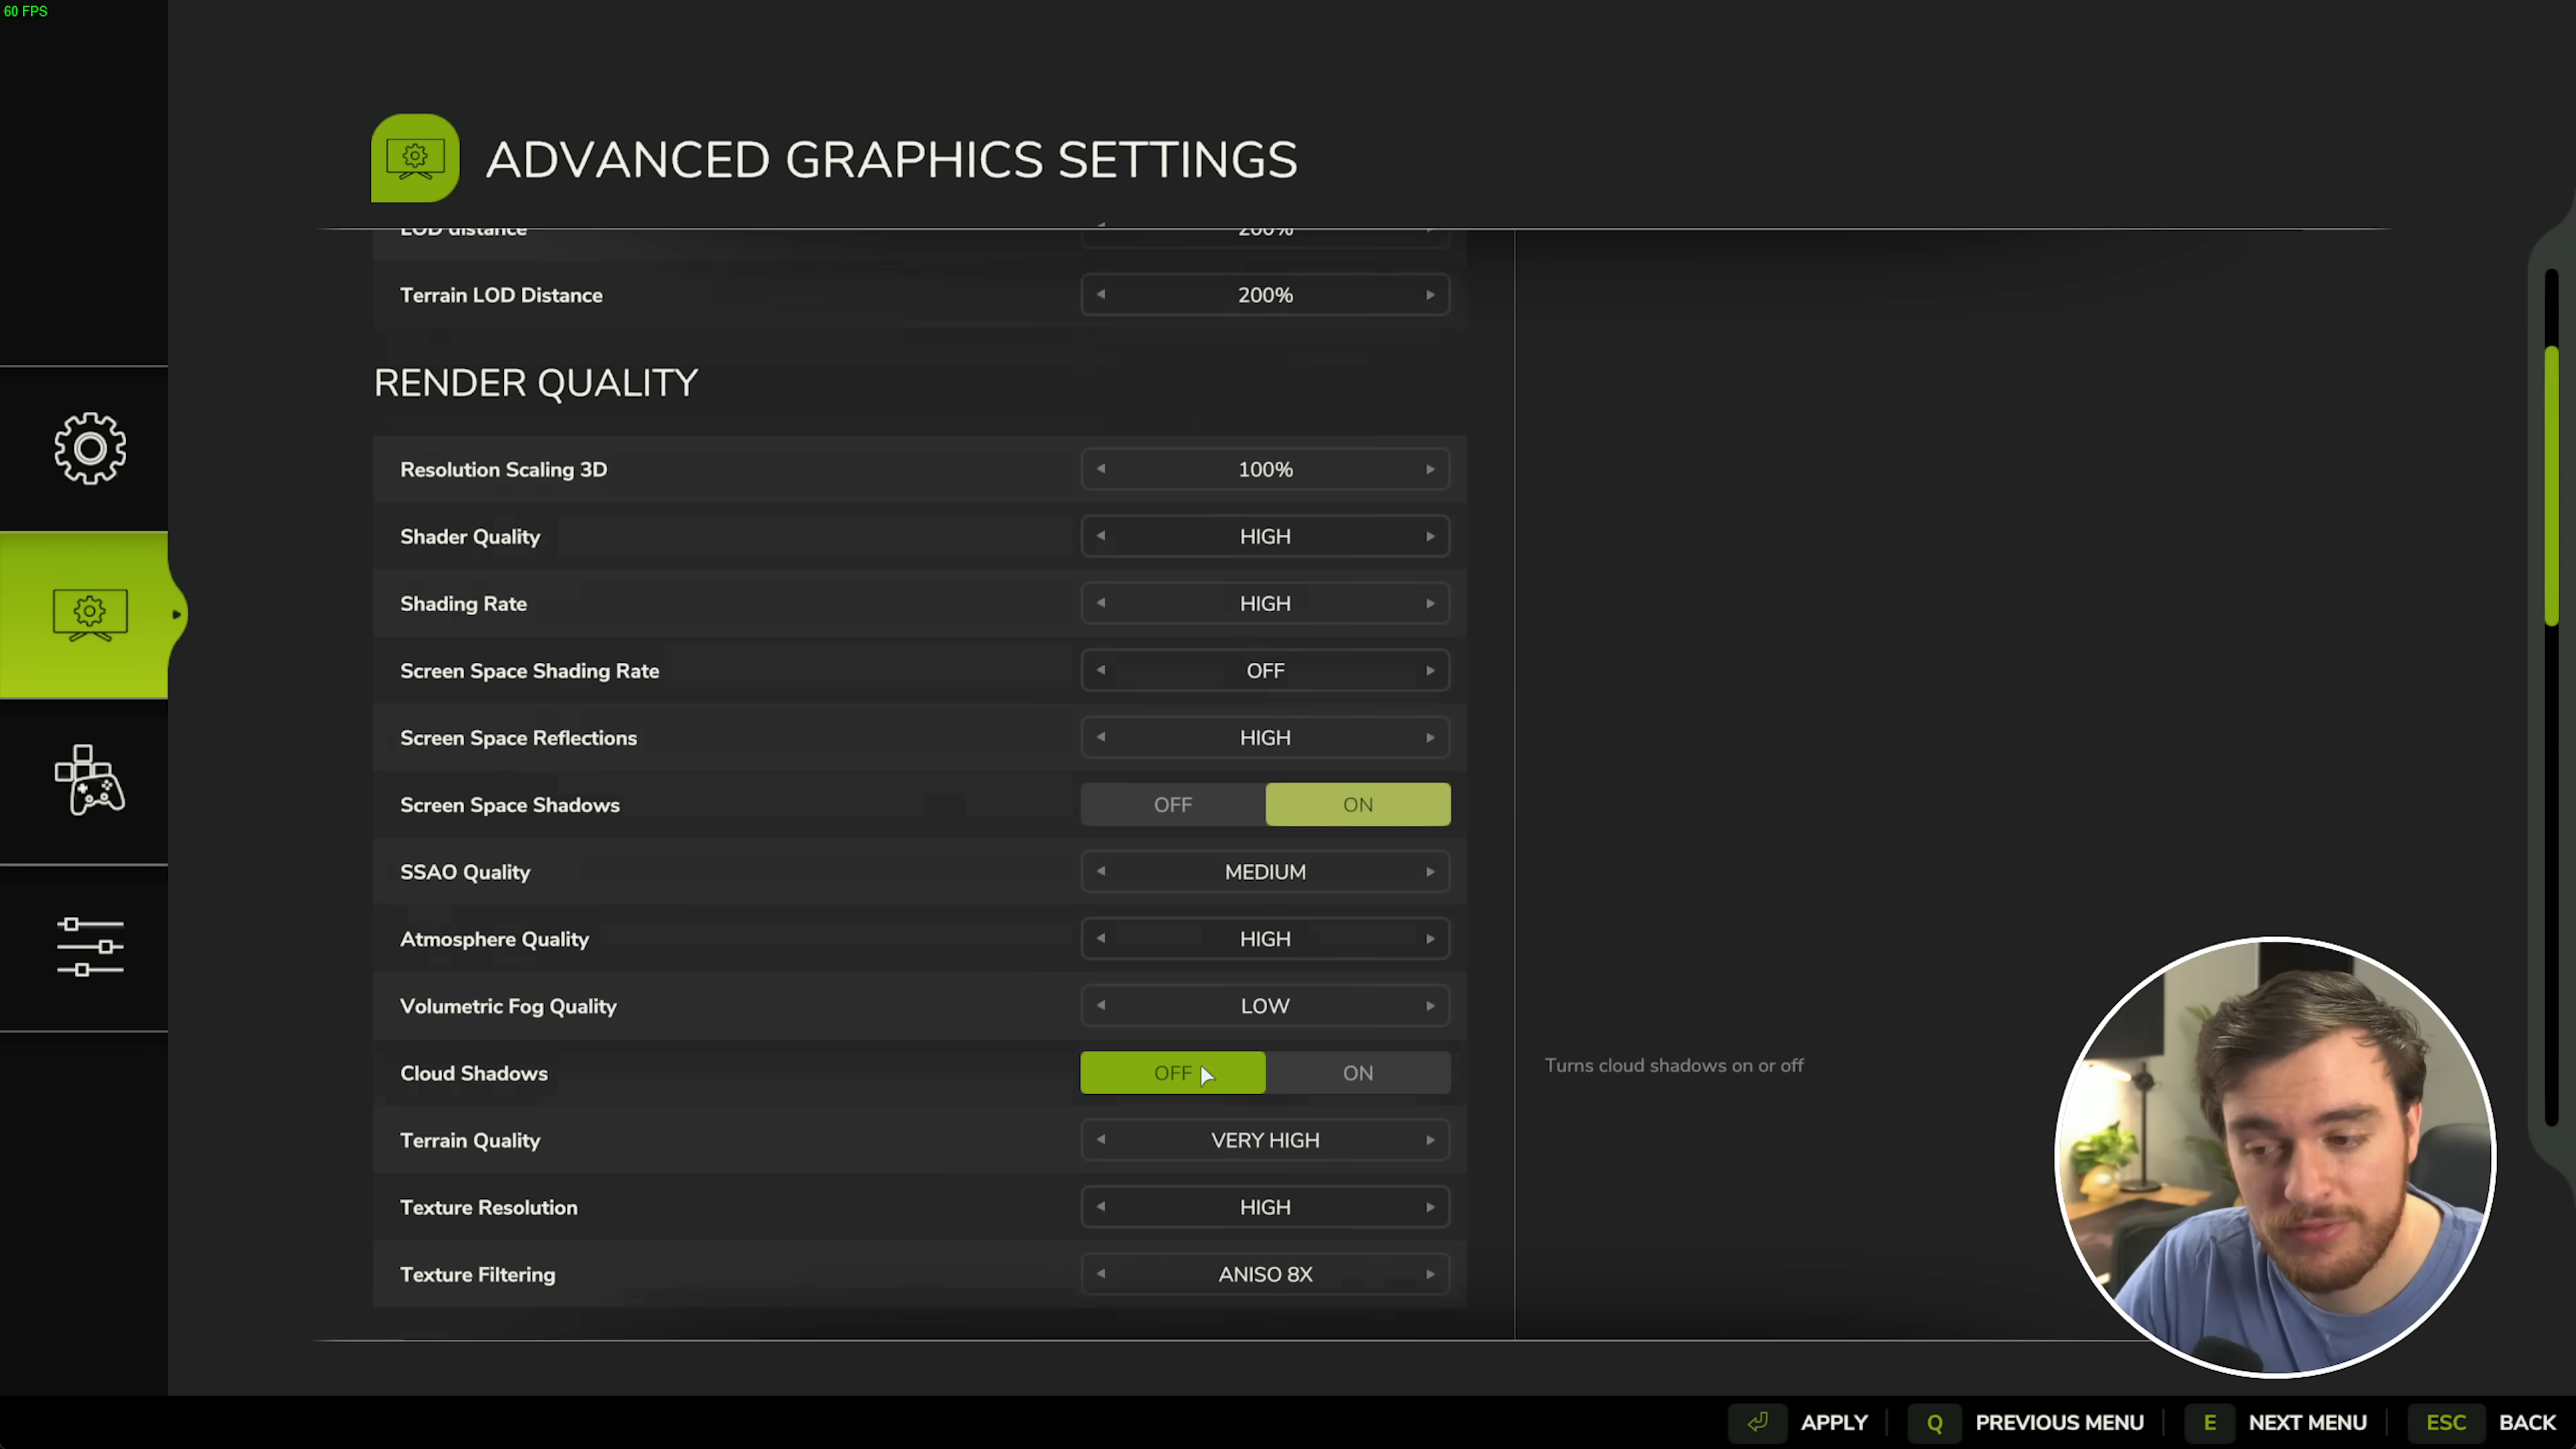 60 FPS
ADVANCED GRAPHICS SETTINGS
LOD distance 200%
Terrain LOD Distance 200%
RENDER QUALITY
Resolution Scaling 3D 100%
Shader Quality HIGH
Shading Rate HIGH
Screen Space Shading Rate OFF
Screen Space Reflections HIGH
Screen Space Shadows OFF ON
SSAO Quality MEDIUM
Atmosphere Quality HIGH
Volumetric Fog Quality LOW
Cloud Shadows OFF ON
Turns cloud shadows on or off
Terrain Quality VERY HIGH
Texture Resolution HIGH
Texture Filtering ANISO 8X
APPLY Q PREVIOUS MENU E NEXT MENU ESC BACK